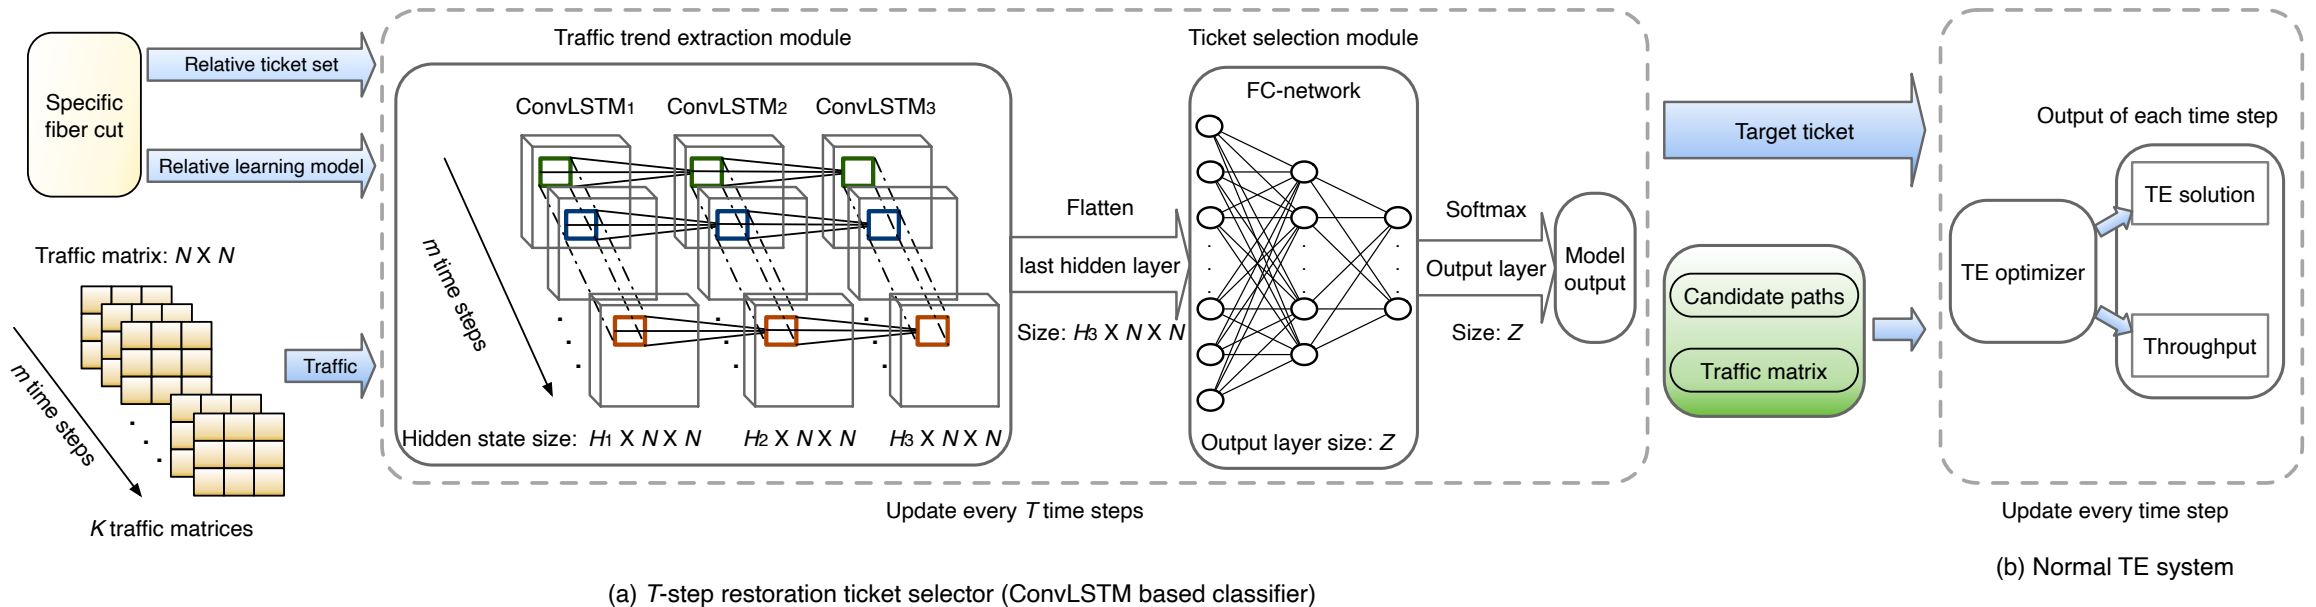 Specific
fiber cut
Relative ticket set
Relative learning model
Traffic matrix: N X N
m time steps
K traffic matrices
Traffic
Traffic trend extraction module
ConvLSTM1
ConvLSTM2
ConvLSTM3
m time steps
Hidden state size: H1 X N X N
H2 X N X N
H3 X N X N
Flatten
last hidden layer
Size: H3 X N X N
Ticket selection module
FC-network
Output layer size: Z
Softmax
Output layer
Size: Z
Model
output
Update every T time steps
(a) T-step restoration ticket selector (ConvLSTM based classifier)
Target ticket
Candidate paths
Traffic matrix
Output of each time step
TE optimizer
TE solution
Throughput
Update every time step
(b) Normal TE system